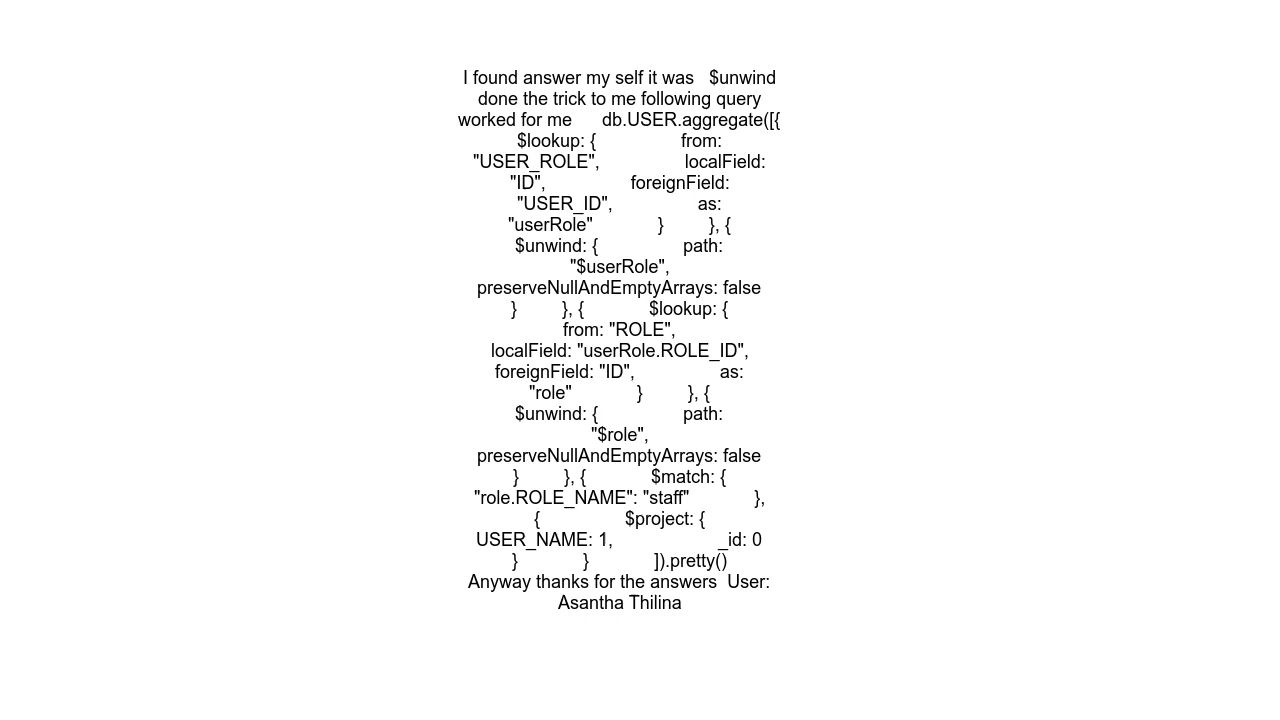 I found answer my self it was   $unwind
done the trick to me following query
worked for me      db.USER.aggregate([{
$lookup: {                 from:
"USER_ROLE",                 localField:
"ID",                 foreignField:
"USER_ID",                 as:
"userRole"             }         }, {
$unwind: {                 path:
"$userRole",
preserveNullAndEmptyArrays: false
}         }, {             $lookup: {
from: "ROLE",
localField: "userRole.ROLE_ID",
foreignField: "ID",                 as:
"role"             }         }, {
$unwind: {                 path:
"$role",
preserveNullAndEmptyArrays: false
}         }, {             $match: {
"role.ROLE_NAME": "staff"             },
{                 $project: {
USER_NAME: 1,                     _id: 0
}             }             ]).pretty()
Anyway thanks for the answers  User:
Asantha Thilina